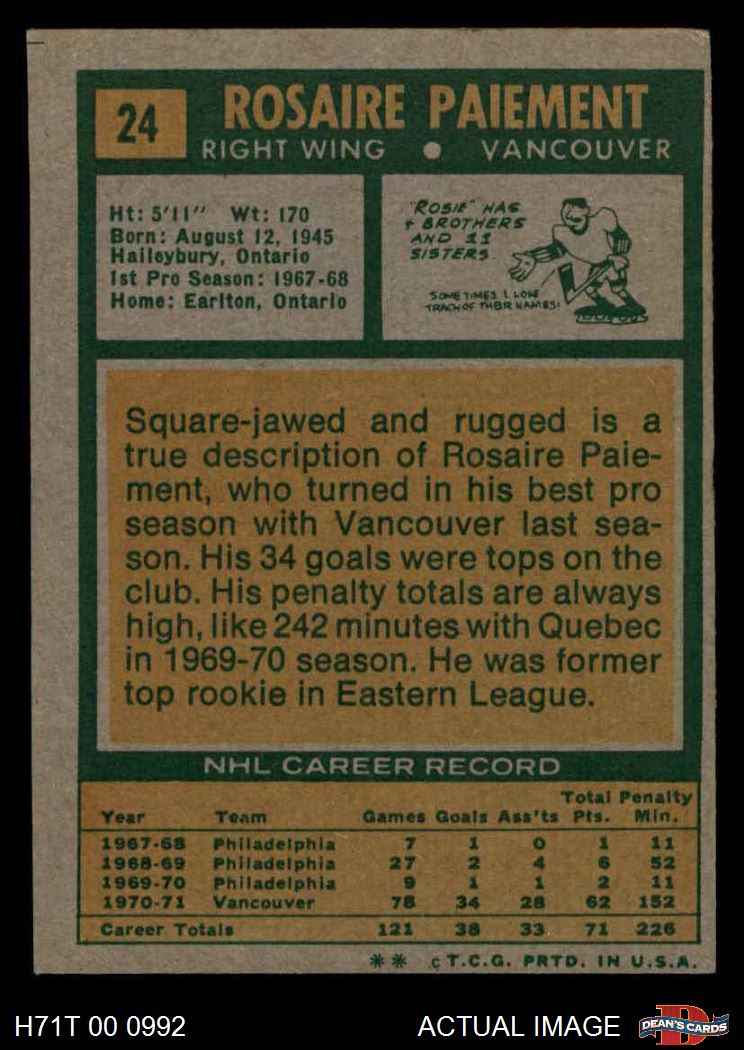 24
ROSAIRE PAIEMENT
RIGHT WING ● VANCOUVER
Ht: 5'11" Wt: 170
Born: August 12, 1945
Haileybury, Ontario
1st Pro Season: 1967-68
Home: Earlton, Ontario
"ROSIE" HAS
4 BROTHERS
AND 11
SISTERS.
SOMETIMES I LOSE
TRACK OF THEIR NAMES!
Square-jawed and rugged is a
true description of Rosaire Paie-
ment, who turned in his best pro
season with Vancouver last sea-
son. His 34 goals were tops on the
club. His penalty totals are always
high, like 242 minutes with Quebec
in 1969-70 season. He was former
top rookie in Eastern League.
NHL CAREER RECORD
Year Team Games Goals Ass'ts Total Pts. Penalty Min.
1967-68 Philadelphia 7 1 0 1 11
1968-69 Philadelphia 27 2 4 6 52
1969-70 Philadelphia 9 1 1 2 11
1970-71 Vancouver 78 34 28 62 152
Career Totals 121 38 33 71 226
** © T.C.G. PRTD. IN U.S.A.
H71T 00 0992 ACTUAL IMAGE
D
DEAN'S CARDS